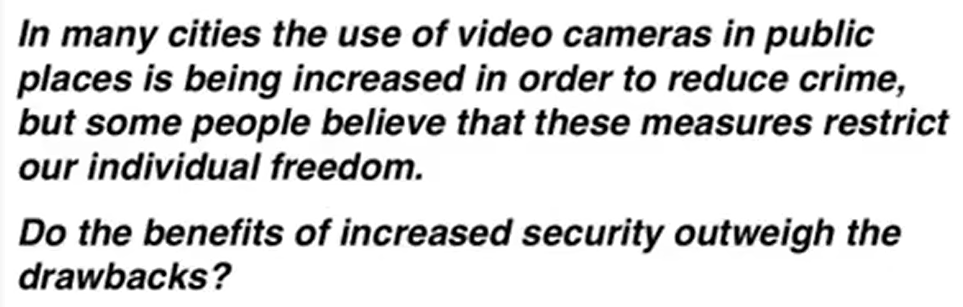 In many cities the use of video cameras in public
places is being increased in order to reduce crime,
but some people believe that these measures restrict
our individual freedom.
Do the benefits of increased security outweigh the
drawbacks?